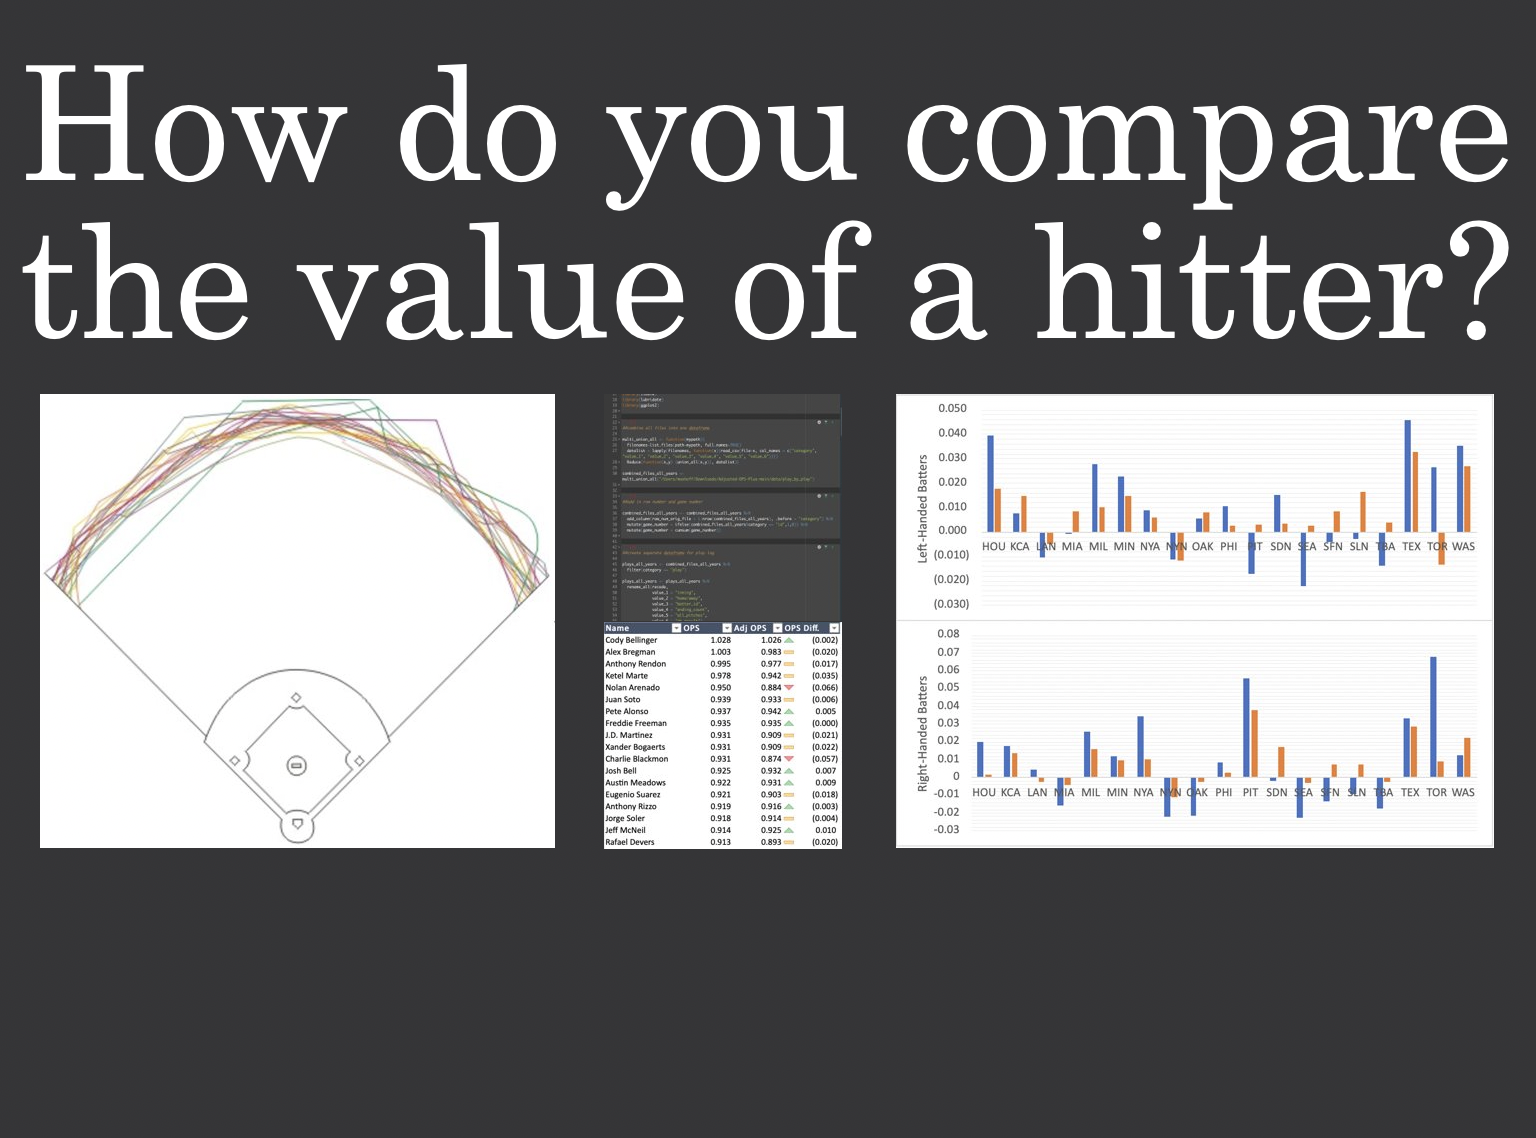 How do you compare
the value of a hitter?
Name OPS Adj OPS OPS Diff.
Cody Bellinger 1.028 1.026 (0.002)
Alex Bregman 1.003 0.983 (0.020)
Anthony Rendon 0.995 0.977 (0.017)
Ketel Marte 0.978 0.942 (0.035)
Nolan Arenado 0.950 0.884 (0.066)
Juan Soto 0.939 0.933 (0.006)
Pete Alonso 0.937 0.942 0.005
Freddie Freeman 0.935 0.935 (0.000)
J.D. Martinez 0.931 0.909 (0.021)
Xander Bogaerts 0.931 0.909 (0.022)
Charlie Blackmon 0.931 0.874 (0.057)
Josh Bell 0.925 0.932 0.007
Austin Meadows 0.922 0.931 0.009
Eugenio Suarez 0.921 0.903 (0.018)
Anthony Rizzo 0.919 0.916 (0.003)
Jorge Soler 0.918 0.914 (0.004)
Jeff McNeil 0.914 0.925 0.010
Rafael Devers 0.913 0.893 (0.020)
Left-Handed Batters
0.050
0.040
0.030
0.020
0.010
0.000
(0.010)
(0.020)
(0.030)
HOU KCA LAN MIA MIL MIN NYA NYN OAK PHI PIT SDN SEA SFN SLN TBA TEX TOR WAS
Right-Handed Batters
0.08
0.07
0.06
0.05
0.04
0.03
0.02
0.01
0
-0.01
-0.02
-0.03
HOU KCA LAN MIA MIL MIN NYA NYN OAK PHI PIT SDN SEA SFN SLN TBA TEX TOR WAS